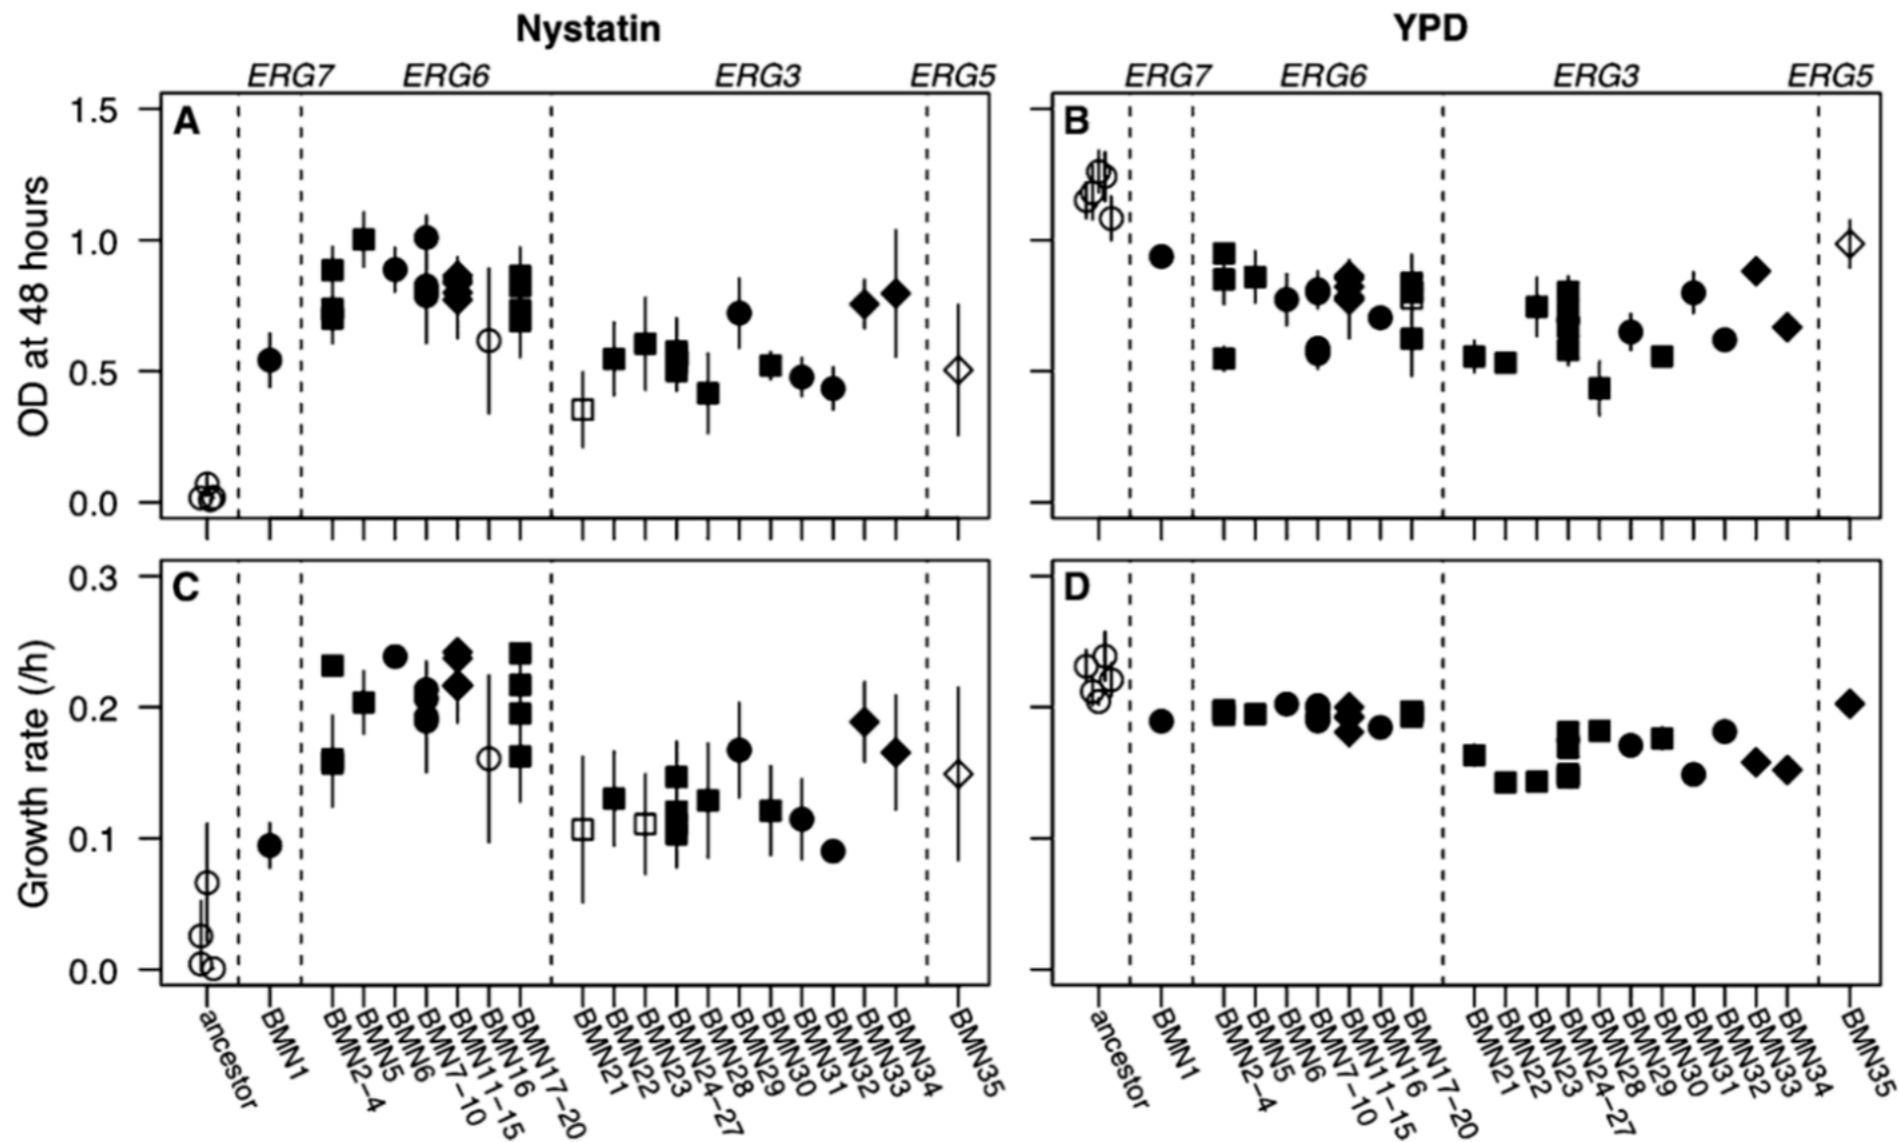 Nystatin YPD
ERG7 ERG6 ERG3 ERG5 ERG7 ERG6 ERG3 ERG5
A B
1.5
1.0
0.5
0.0
OD at 48 hours
C D
0.3
0.2
0.1
0.0
Growth rate (/h)
ancestor BMN1 BMN2–4 BMN5 BMN6 BMN7–10 BMN11–15 BMN16 BMN17–20 BMN21 BMN22 BMN23 BMN24–27 BMN28 BMN29 BMN30 BMN31 BMN32 BMN33 BMN34 BMN35
ancestor BMN1 BMN2–4 BMN5 BMN6 BMN7–10 BMN11–15 BMN16 BMN17–20 BMN21 BMN22 BMN23 BMN24–27 BMN28 BMN29 BMN30 BMN31 BMN32 BMN33 BMN34 BMN35